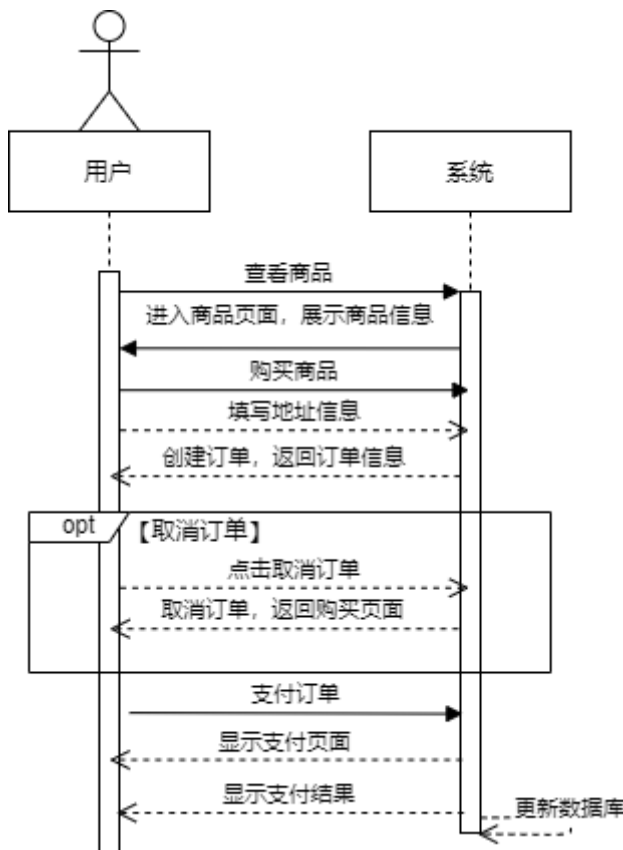 用户
系统
查看商品
进入商品页面，展示商品信息
购买商品
填写地址信息
创建订单，返回订单信息
opt
【取消订单】
点击取消订单
取消订单，返回购买页面
支付订单
显示支付页面
显示支付结果
更新数据库